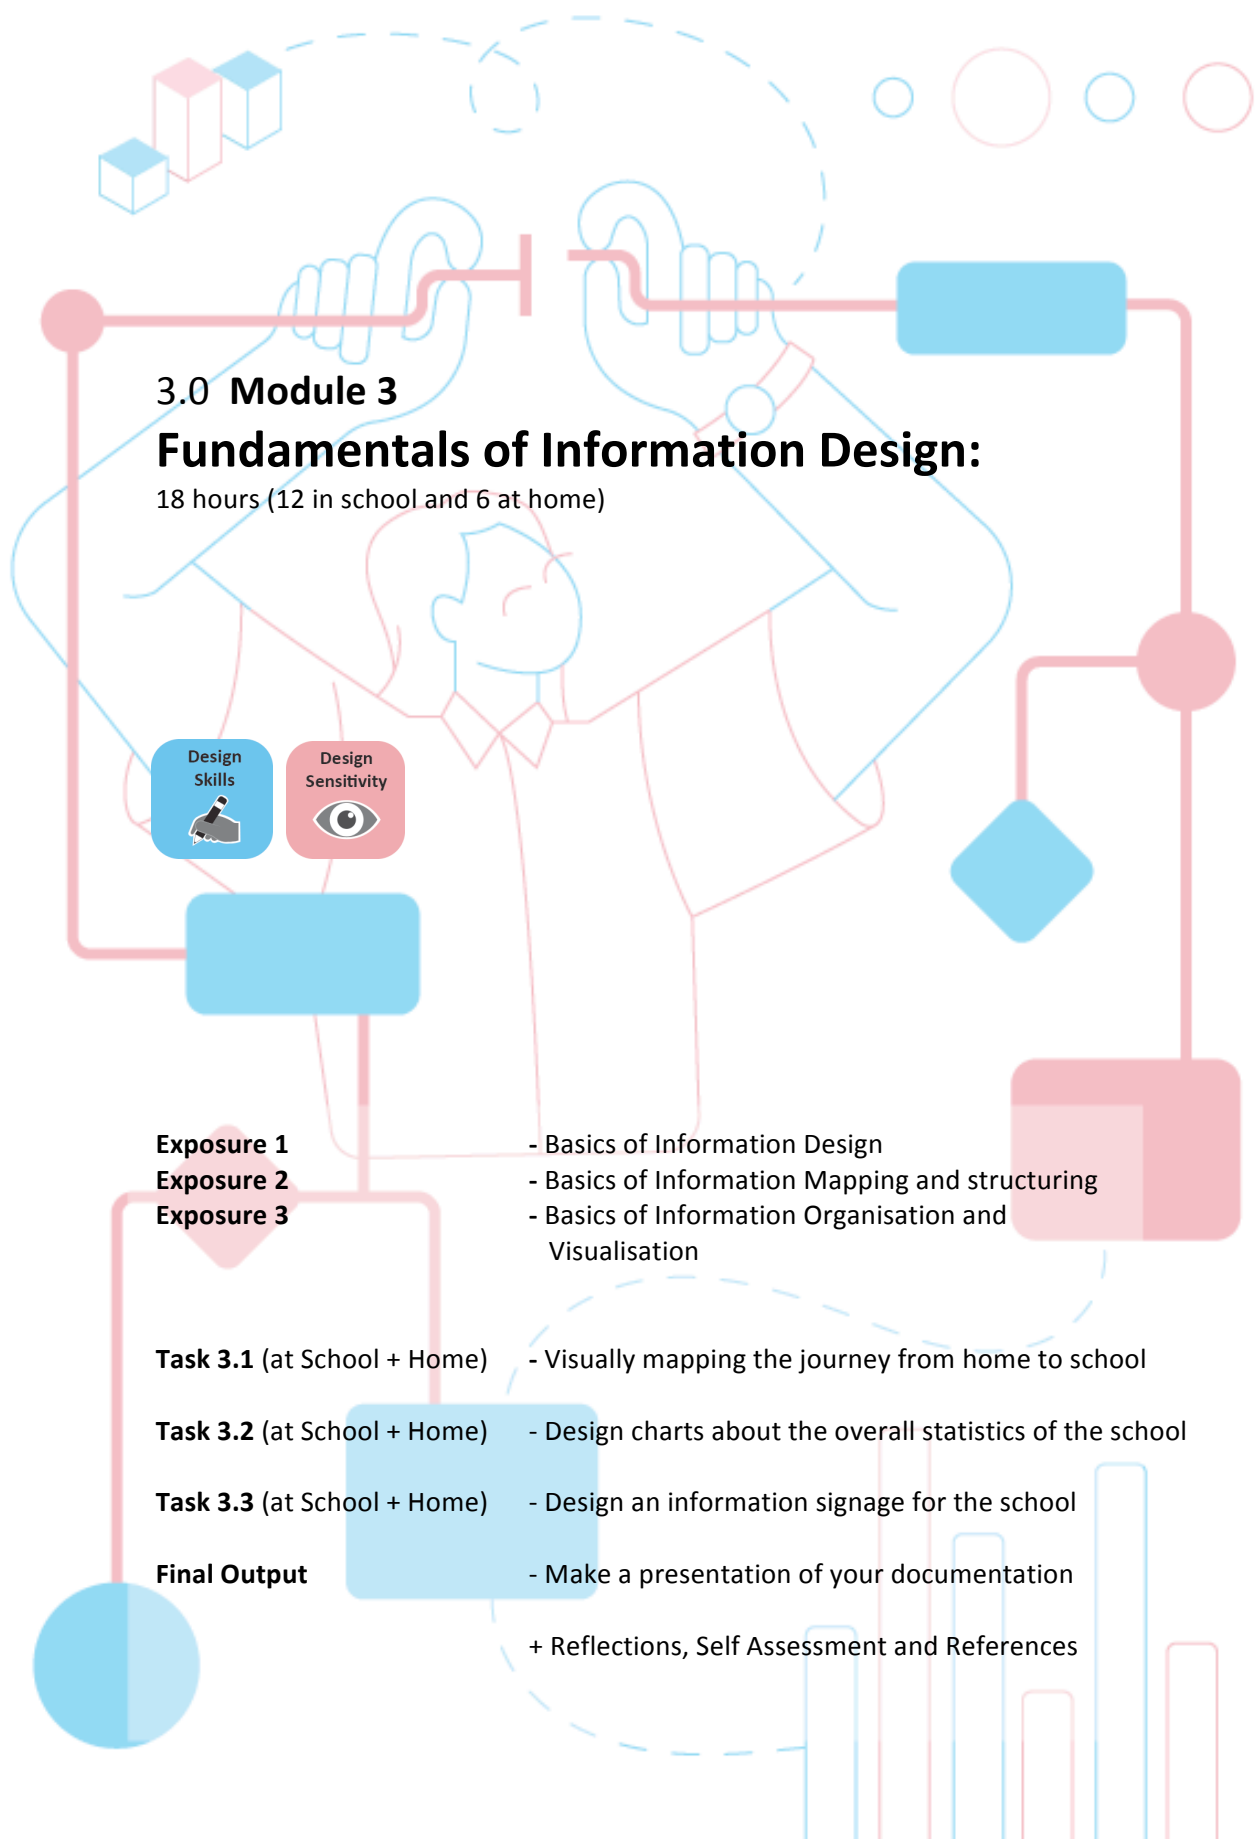 3.0 Module 3
Fundamentals of Information Design:
18 hours (12 in school and 6 at home)
Design
Skills
Design
Sensitivity
Exposure 1 - Basics of Information Design
Exposure 2 - Basics of Information Mapping and structuring
Exposure 3 - Basics of Information Organisation and
Visualisation
Task 3.1 (at School + Home) - Visually mapping the journey from home to school
Task 3.2 (at School + Home) - Design charts about the overall statistics of the school
Task 3.3 (at School + Home) - Design an information signage for the school
Final Output - Make a presentation of your documentation
+ Reflections, Self Assessment and References